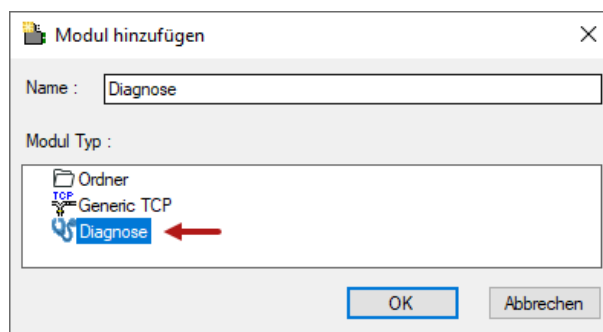 Modul hinzufügen
Name : Diagnose
Modul Typ :
Ordner
TCP Generic TCP
Diagnose
OK Abbrechen